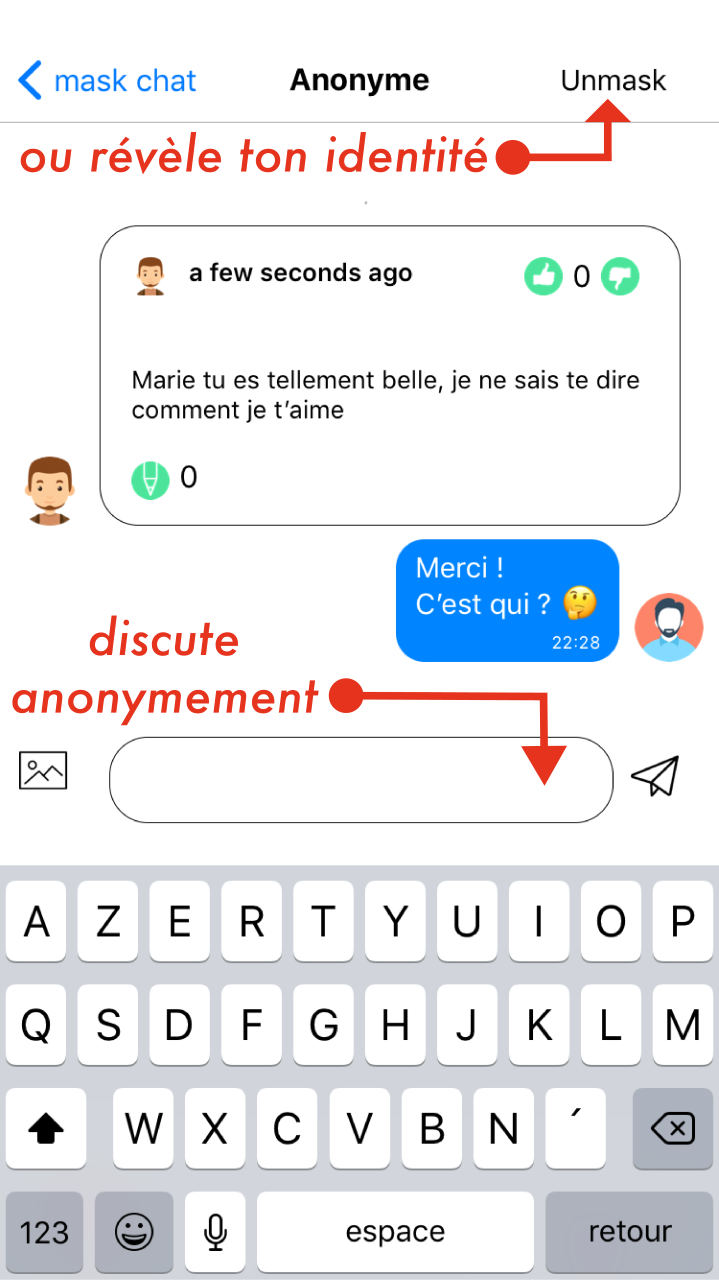 mask chat Anonyme Unmask
ou révèle ton identité
a few seconds ago 0
Marie tu es tellement belle, je ne sais te dire
comment je t’aime
0
Merci !
C’est qui ? 🤔
22:28
discute
anonymement
A Z E R T Y U I O P
Q S D F G H J K L M
W X C V B N ´
123 espace retour